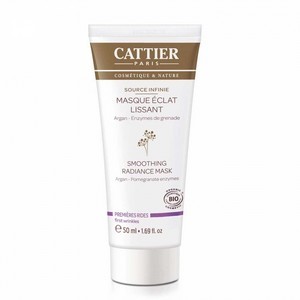 CATTIER
PARIS
COSMÉTIQUE & NATURE
SOURCE INFINIE
MASQUE ÉCLAT
LISSANT
Argan - Enzymes de grenade
SMOOTHING
RADIANCE MASK
Argan - Pomegranate enzymes
BIO
PREMIÈRES RIDES
first wrinkles
℮ 50 ml • 1.69 fl. oz